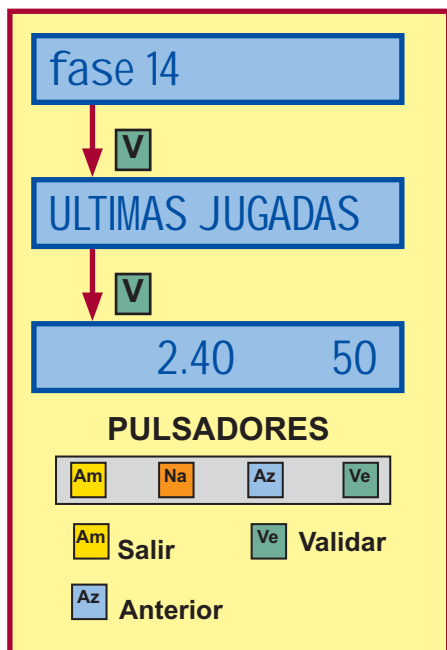 fase 14
V
ULTIMAS JUGADAS
V
2.40 50
PULSADORES
Am Na Az Ve
Am Salir Ve Validar
Az Anterior